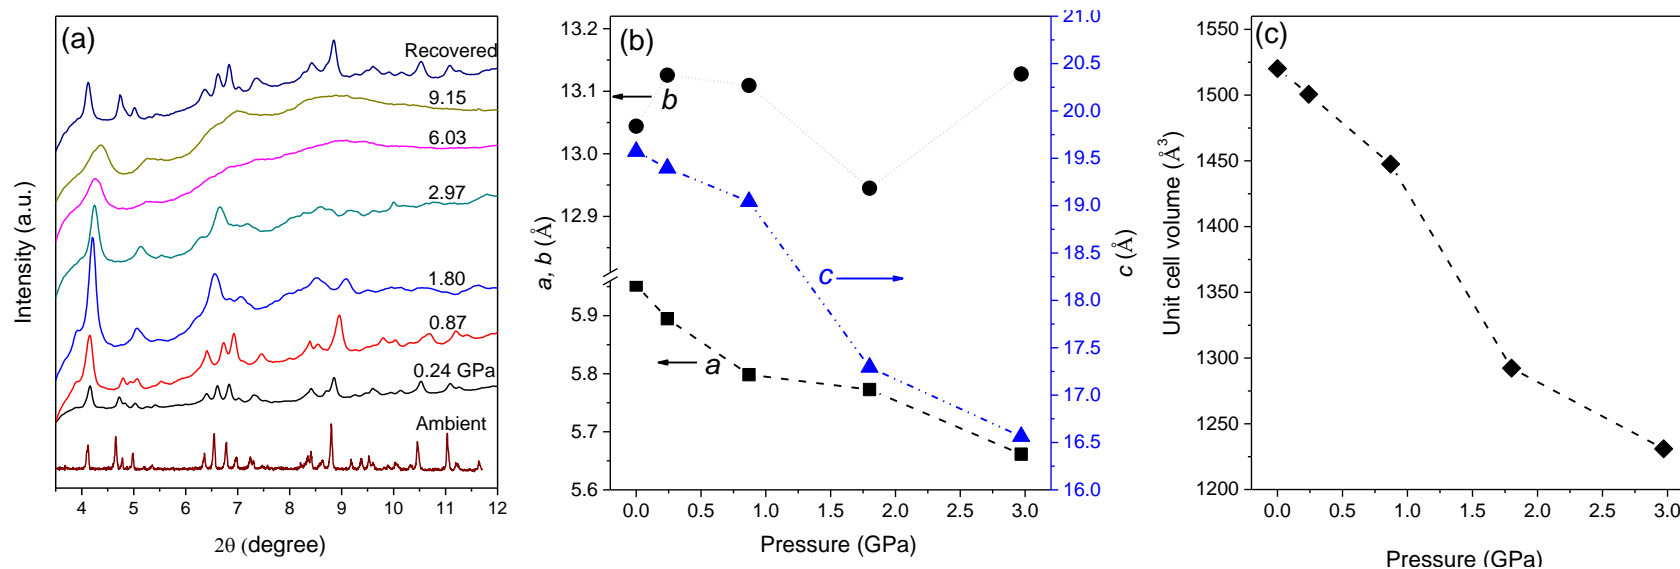 (a)
Recovered
9.15
6.03
2.97
1.80
0.87
0.24 GPa
Ambient
Intensity (a.u.)
4 5 6 7 8 9 10 11 12
2θ (degree)
(b)
13.2
13.1
13.0
12.9
5.9
5.8
5.7
5.6
a, b (Å)
b
c
a
21.0
20.5
20.0
19.5
19.0
18.5
18.0
17.5
17.0
16.5
16.0
c (Å)
0.0 0.5 1.0 1.5 2.0 2.5 3.0
Pressure (GPa)
(c)
1550
1500
1450
1400
1350
1300
1250
1200
Unit cell volume (Å³)
0.0 0.5 1.0 1.5 2.0 2.5 3.0
Pressure (GPa)